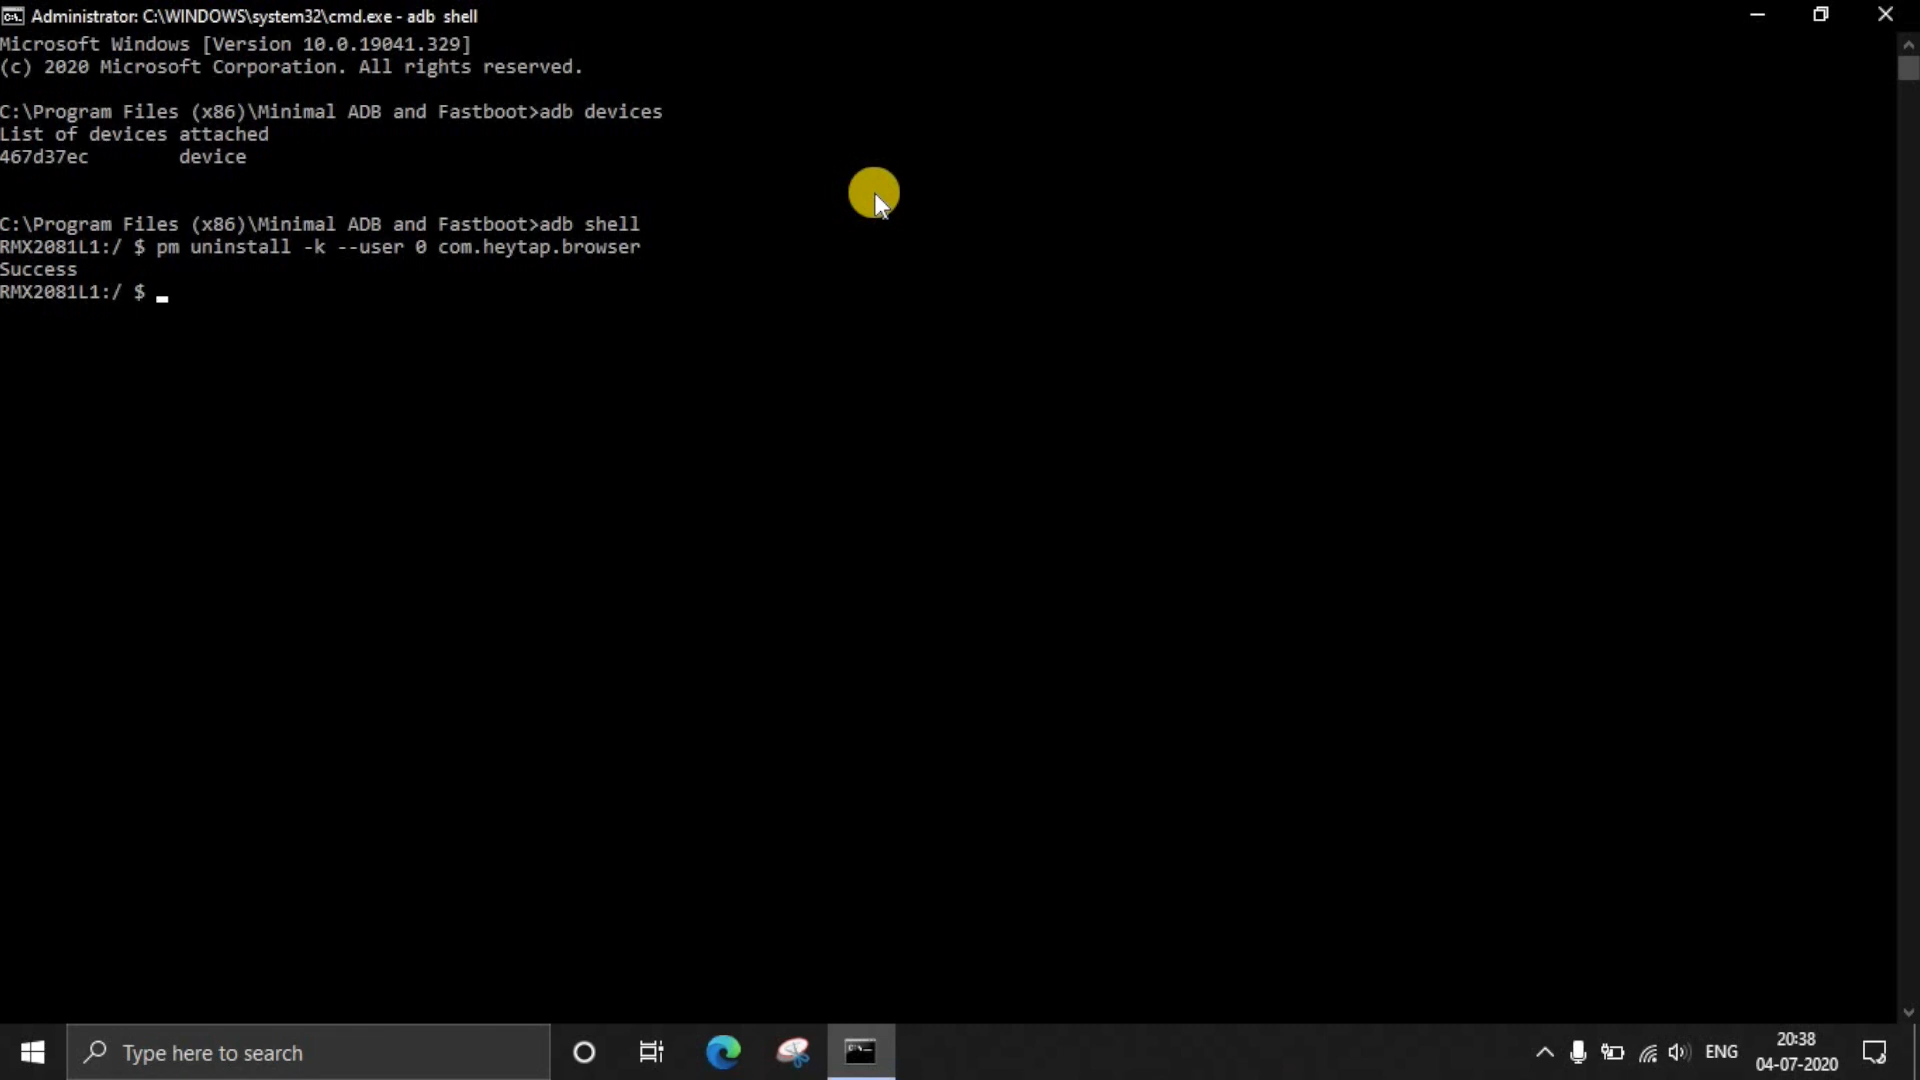 Administrator: C:\WINDOWS\system32\cmd.exe - adb  shell
Microsoft Windows [Version 10.0.19041.329]
(c) 2020 Microsoft Corporation. All rights reserved.
C:\Program Files (x86)\Minimal ADB and Fastboot>adb devices
List of devices attached
467d37ec        device
C:\Program Files (x86)\Minimal ADB and Fastboot>adb shell
RMX2081L1:/ $ pm uninstall -k --user 0 com.heytap.browser
Success
RMX2081L1:/ $
Type here to search
ENG
20:38
04-07-2020